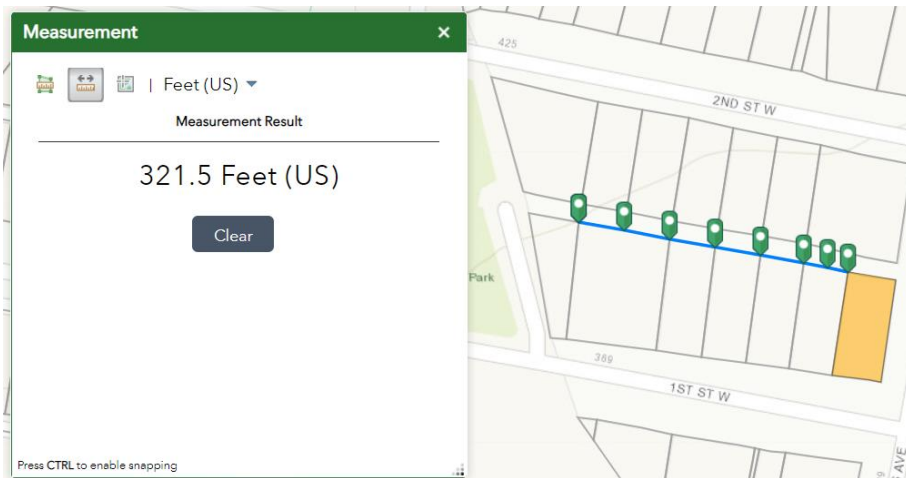 Measurement
×
| Feet (US)
Measurement Result
321.5 Feet (US)
Clear
Press CTRL to enable snapping
425
2ND ST W
Park
369
1ST ST W
AVE